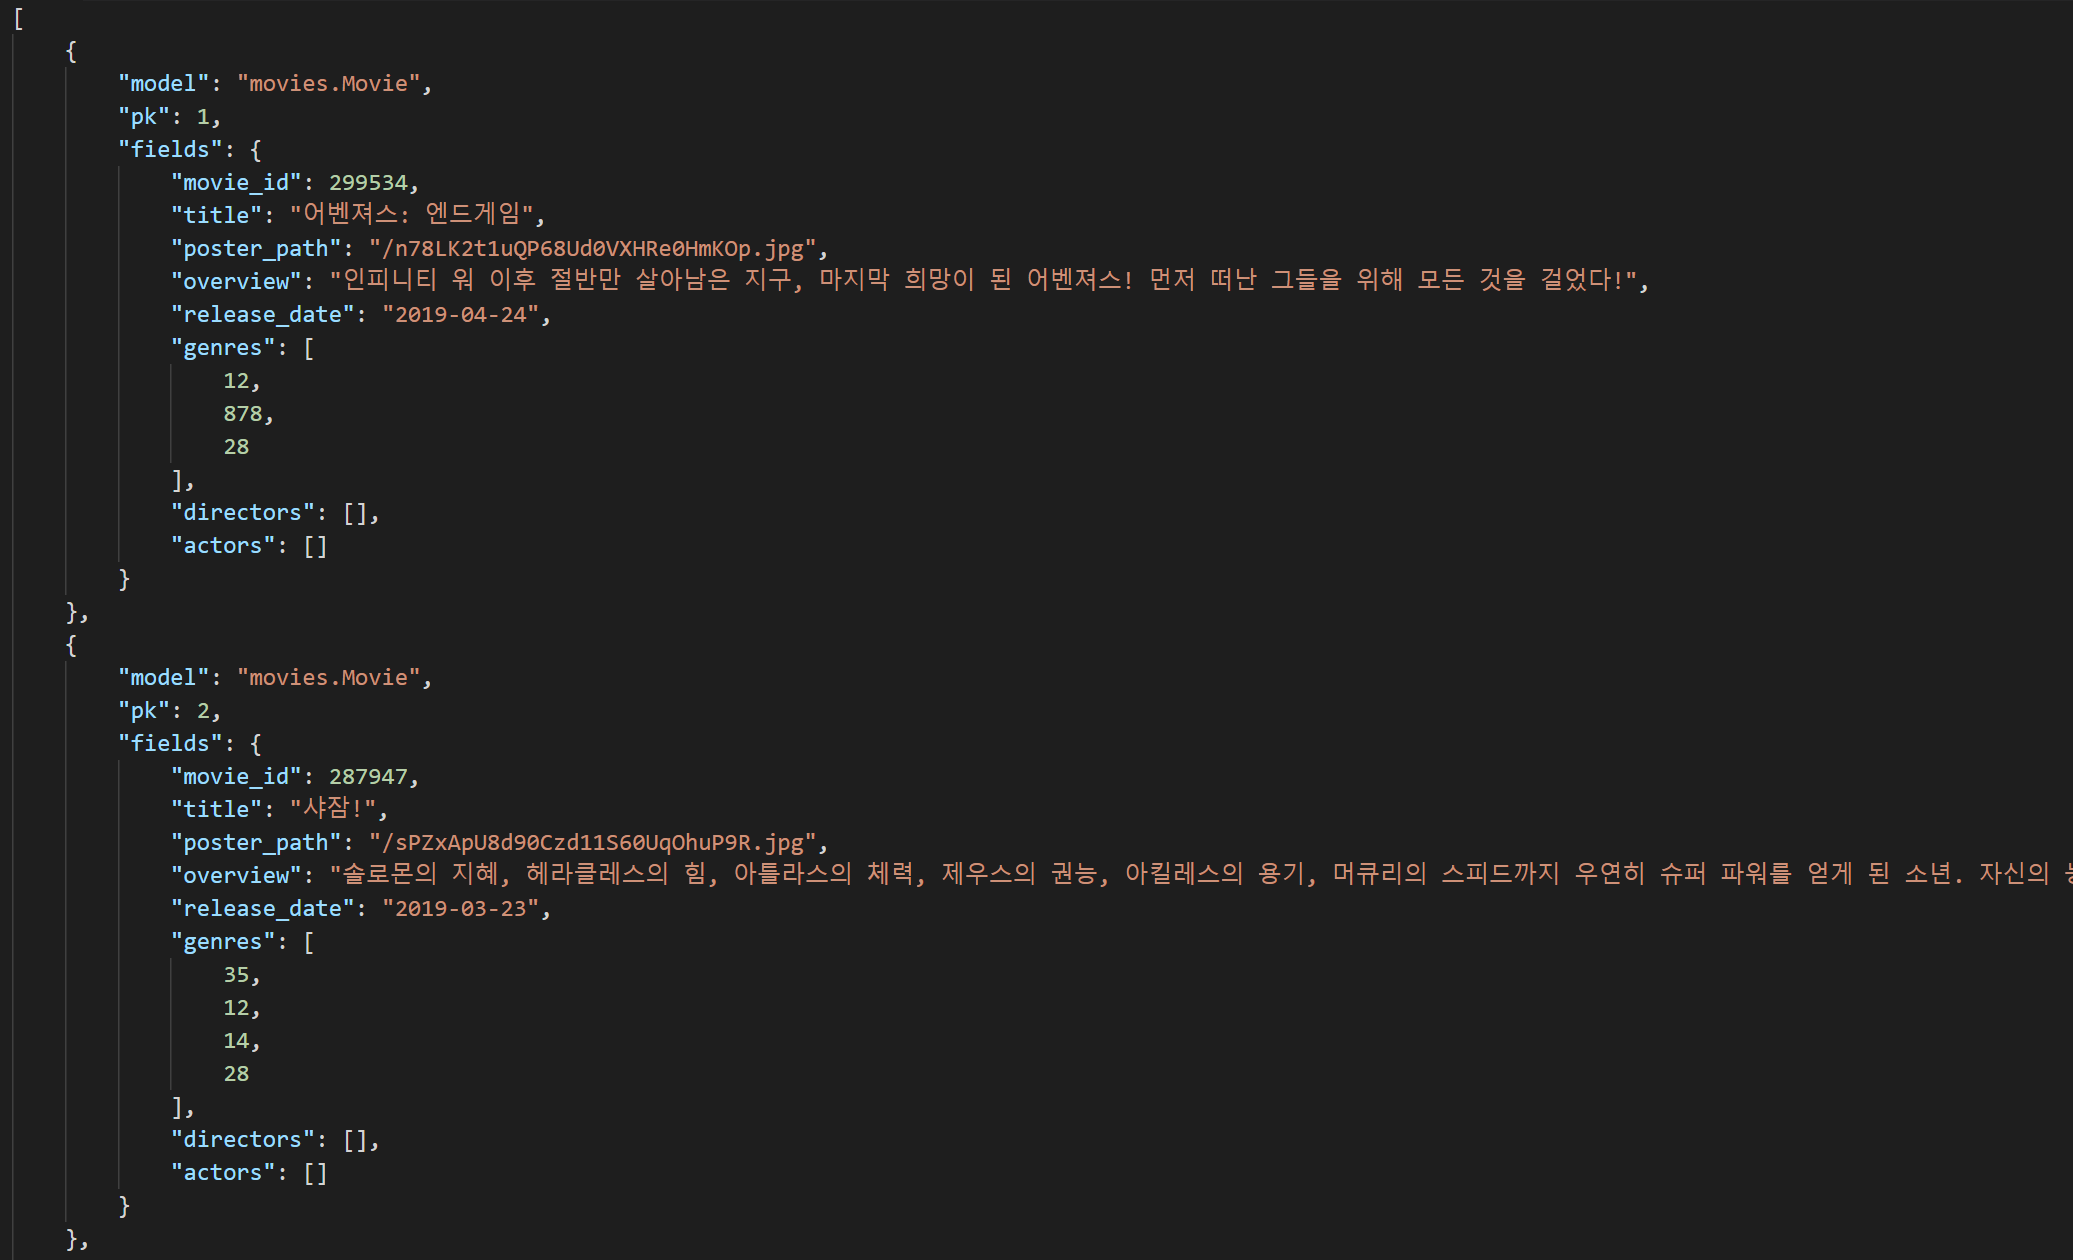 [
    {
        "model": "movies.Movie",
        "pk": 1,
        "fields": {
            "movie_id": 299534,
            "title": "어벤져스: 엔드게임",
            "poster_path": "/n78LK2t1uQP68Ud0VXHRe0HmKOp.jpg",
            "overview": "인피니티 워 이후 절반만 살아남은 지구, 마지막 희망이 된 어벤져스! 먼저 떠난 그들을 위해 모든 것을 걸었다!",
            "release_date": "2019-04-24",
            "genres": [
                12,
                878,
                28
            ],
            "directors": [],
            "actors": []
        }
    },
    {
        "model": "movies.Movie",
        "pk": 2,
        "fields": {
            "movie_id": 287947,
            "title": "샤잠!",
            "poster_path": "/sPZxApU8d90Czd11S60UqOhuP9R.jpg",
            "overview": "솔로몬의 지혜, 헤라클레스의 힘, 아틀라스의 체력, 제우스의 권능, 아킬레스의 용기, 머큐리의 스피드까지 우연히 슈퍼 파워를 얻게 된 소년. 자신의
            "release_date": "2019-03-23",
            "genres": [
                35,
                12,
                14,
                28
            ],
            "directors": [],
            "actors": []
        }
    },